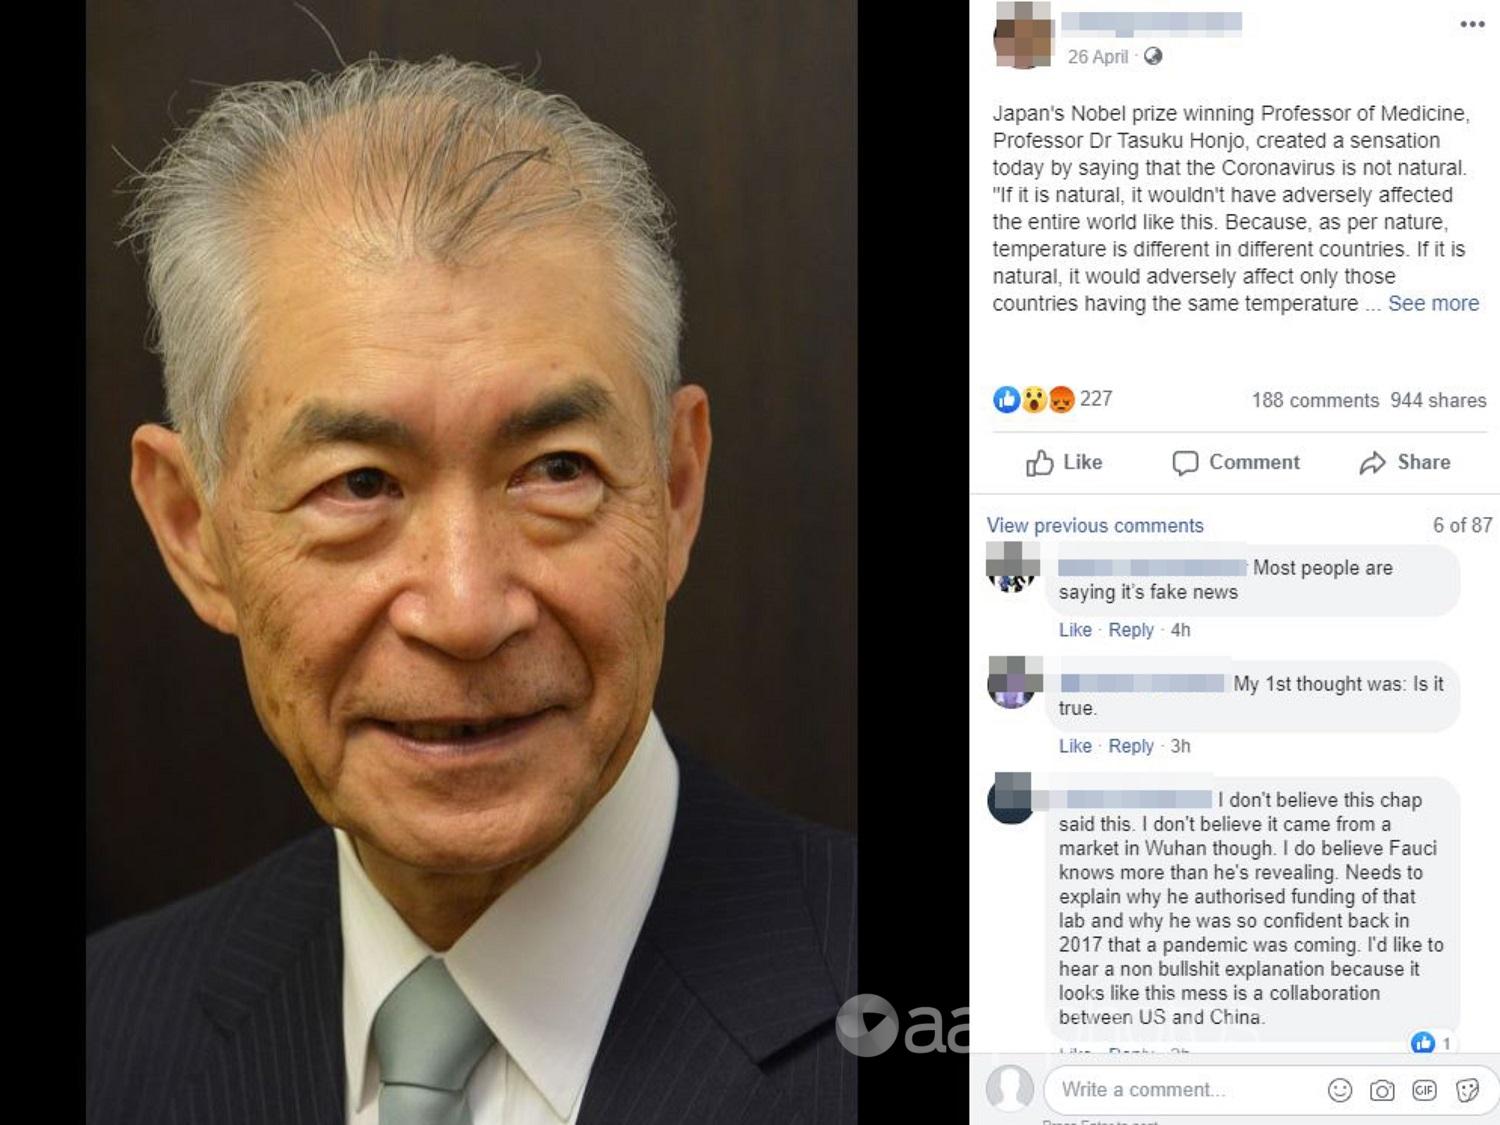 26 April
Japan's Nobel prize winning Professor of Medicine,
Professor Dr Tasuku Honjo, created a sensation
today by saying that the Coronavirus is not natural.
"If it is natural, it wouldn't have adversely affected
the entire world like this. Because, as per nature,
temperature is different in different countries. If it is
natural, it would adversely affect only those
countries having the same temperature ... See more
227 188 comments 944 shares
Like Comment Share
View previous comments 6 of 87
Most people are
saying it's fake news
Like · Reply · 4h
My 1st thought was: Is it
true.
Like · Reply · 3h
I don't believe this chap
said this. I don't believe it came from a
market in Wuhan though. I do believe Fauci
knows more than he's revealing. Needs to
explain why he authorised funding of that
lab and why he was so confident back in
2017 that a pandemic was coming. I'd like to
hear a non bullshit explanation because it
looks like this mess is a collaboration
between US and China.
1
aa
Write a comment... GIF